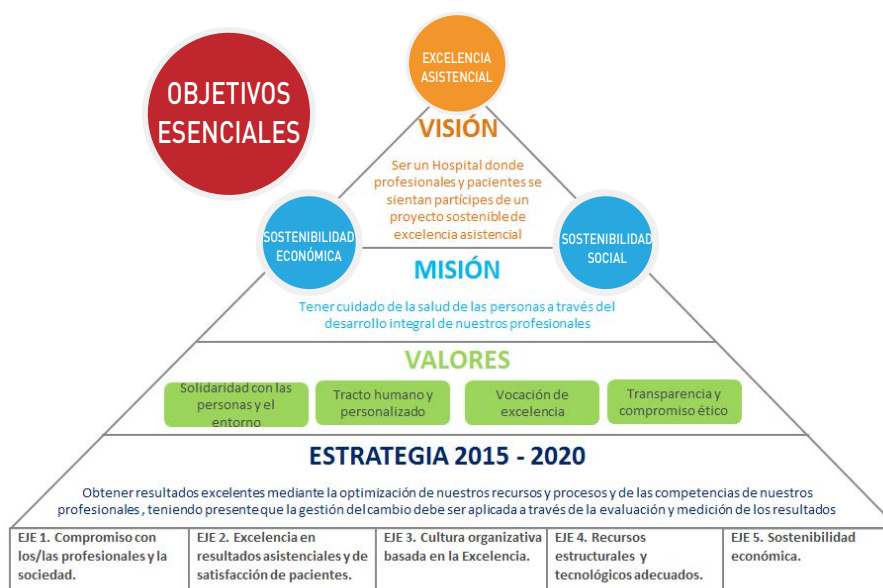 OBJETIVOS
ESENCIALES
EXCELENCIA
ASISTENCIAL
VISIÓN
Ser un Hospital donde
profesionales y pacientes se
sientan partícipes de un
proyecto sostenible de
excelencia asistencial
SOSTENIBILIDAD
ECONÓMICA
SOSTENIBILIDAD
SOCIAL
MISIÓN
Tener cuidado de la salud de las personas a través del
desarrollo integral de nuestros profesionales
VALORES
Solidaridad con las
personas y el
entorno
Tracto humano y
personalizado
Vocación de
excelencia
Transparencia y
compromiso ético
ESTRATEGIA 2015 - 2020
Obtener resultados excelentes mediante la optimización de nuestros recursos y procesos y de las competencias de nuestros
profesionales , teniendo presente que la gestión del cambio debe ser aplicada a través de la evaluación y medición de los resultados
EJE 1. Compromiso con
los/las profesionales y la
sociedad.
EJE 2. Excelencia en
resultados asistenciales y de
satisfacción de pacientes.
EJE 3. Cultura organizativa
basada en la Excelencia.
EJE 4. Recursos
estructurales y
tecnológicos adecuados.
EJE 5. Sostenibilidad
económica.